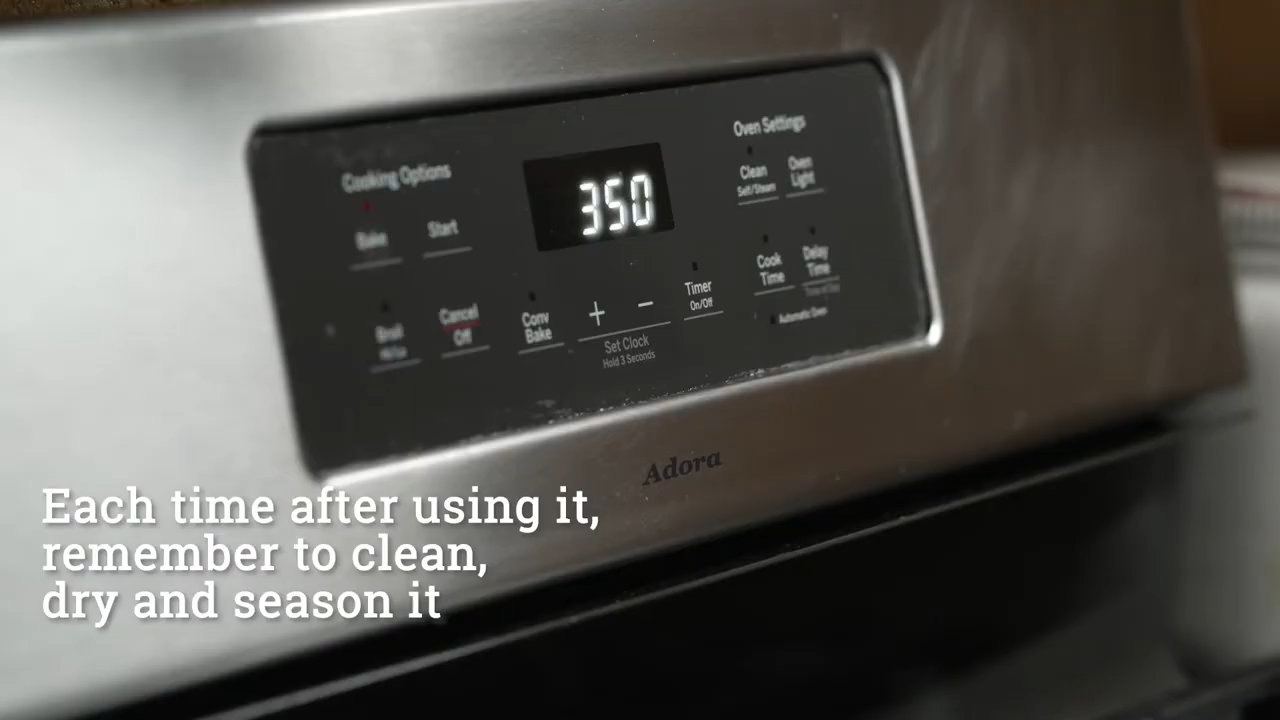 Cooking Options
Bake
Start
Broil
Cancel
Off
Conv
Bake
350
+ −
Set Clock
Hold 3 Seconds
Timer
On/Off
Oven Settings
Clean
Self/Steam
Oven
Light
Cook
Time
Delay
Time
Automatic Oven
Adora
Each time after using it,
remember to clean,
dry and season it